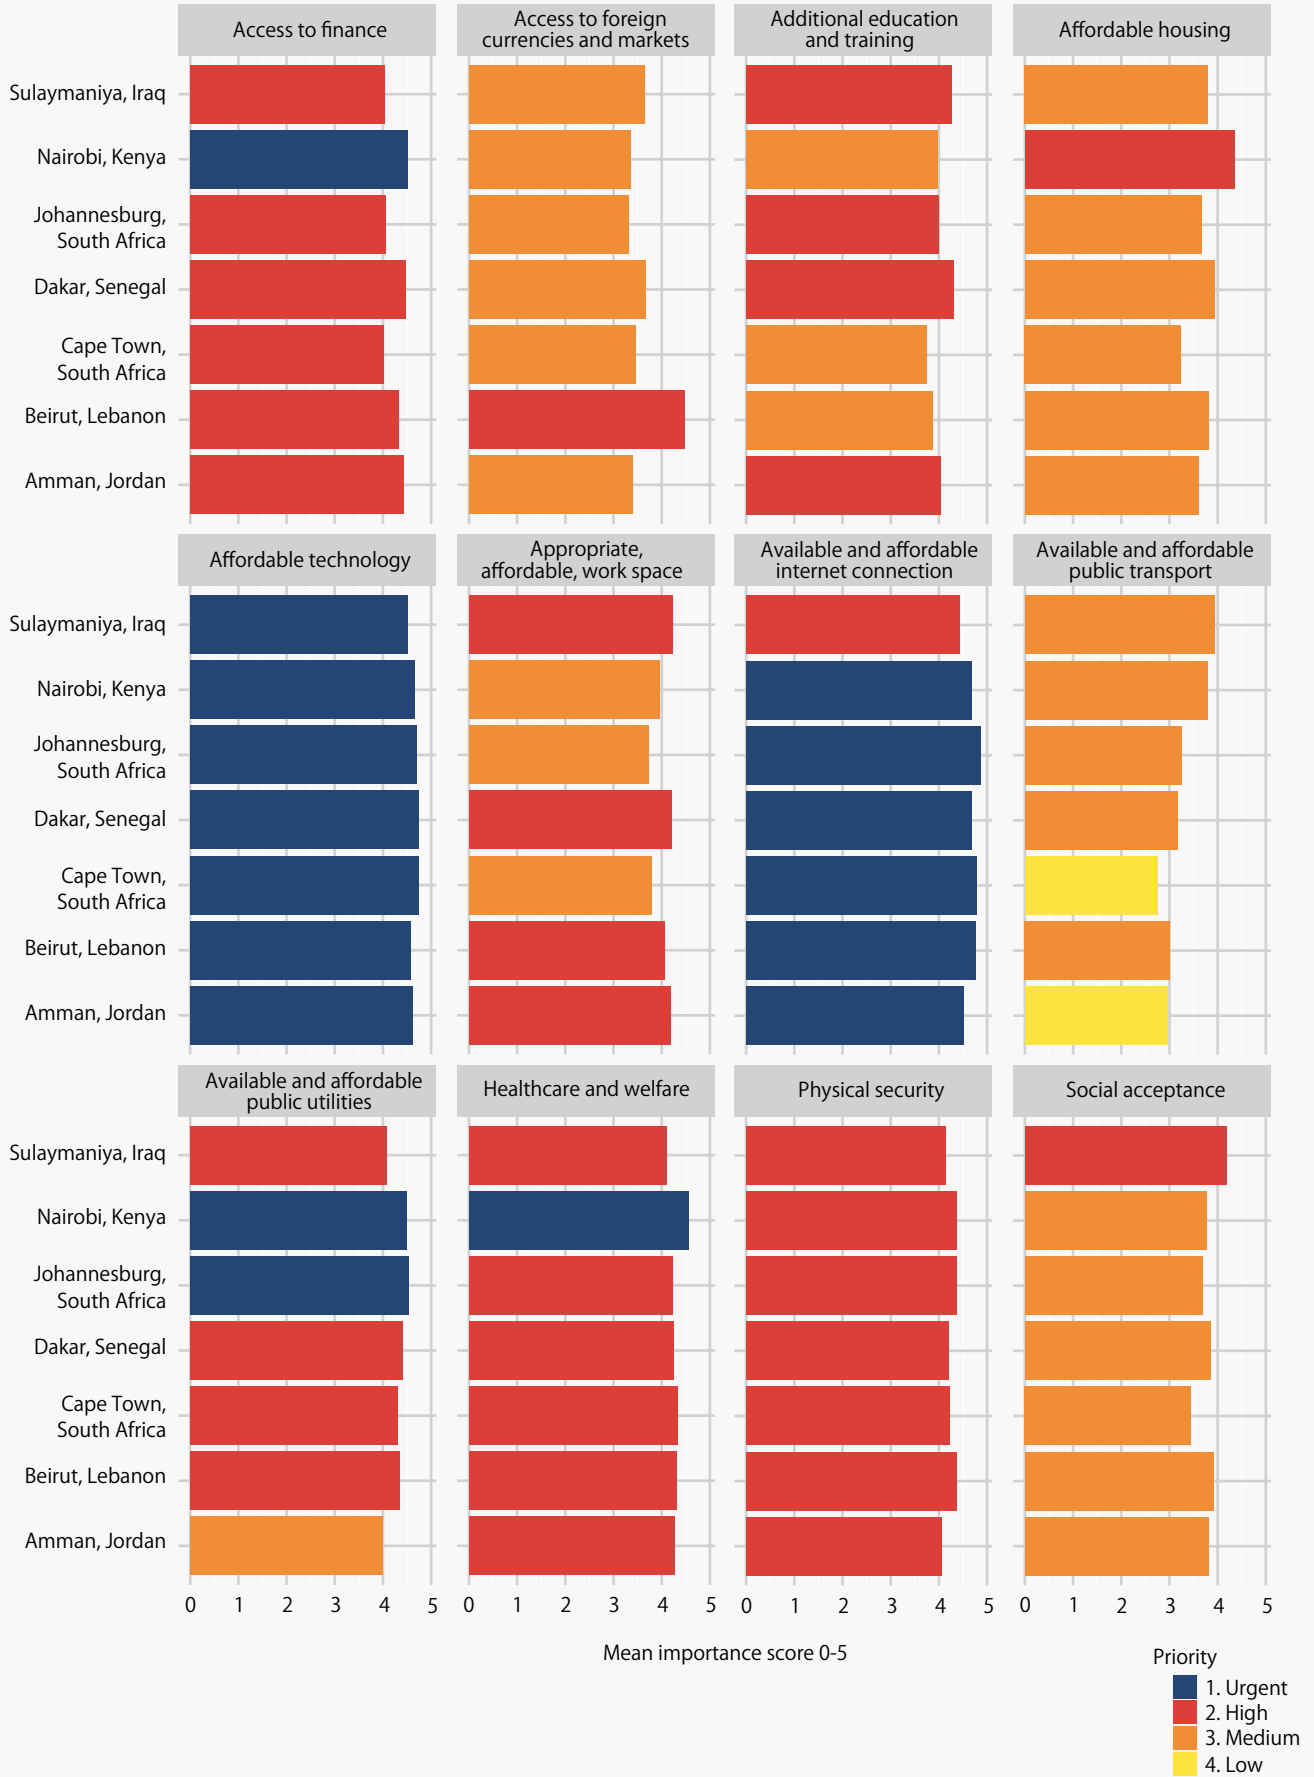 Access to finance
Access to foreign
currencies and markets
Additional education
and training
Affordable housing
Sulaymaniya, Iraq
Nairobi, Kenya
Johannesburg,
South Africa
Dakar, Senegal
Cape Town,
South Africa
Beirut, Lebanon
Amman, Jordan
Affordable technology
Appropriate,
affordable, work space
Available and affordable
internet connection
Available and affordable
public transport
Sulaymaniya, Iraq
Nairobi, Kenya
Johannesburg,
South Africa
Dakar, Senegal
Cape Town,
South Africa
Beirut, Lebanon
Amman, Jordan
Available and affordable
public utilities
Healthcare and welfare
Physical security
Social acceptance
Sulaymaniya, Iraq
Nairobi, Kenya
Johannesburg,
South Africa
Dakar, Senegal
Cape Town,
South Africa
Beirut, Lebanon
Amman, Jordan
0 1 2 3 4 5
0 1 2 3 4 5
0 1 2 3 4 5
0 1 2 3 4 5
Mean importance score 0-5
Priority
1. Urgent
2. High
3. Medium
4. Low